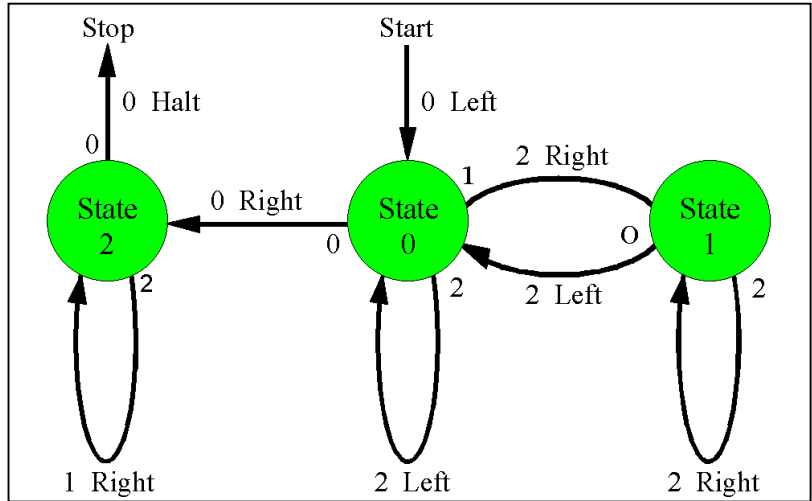 Stop
Start
0 Halt
0 Left
0
1
2 Right
State
2
0 Right
0
State
0
O
State
1
2
2
2 Left
2
1 Right
2 Left
2 Right